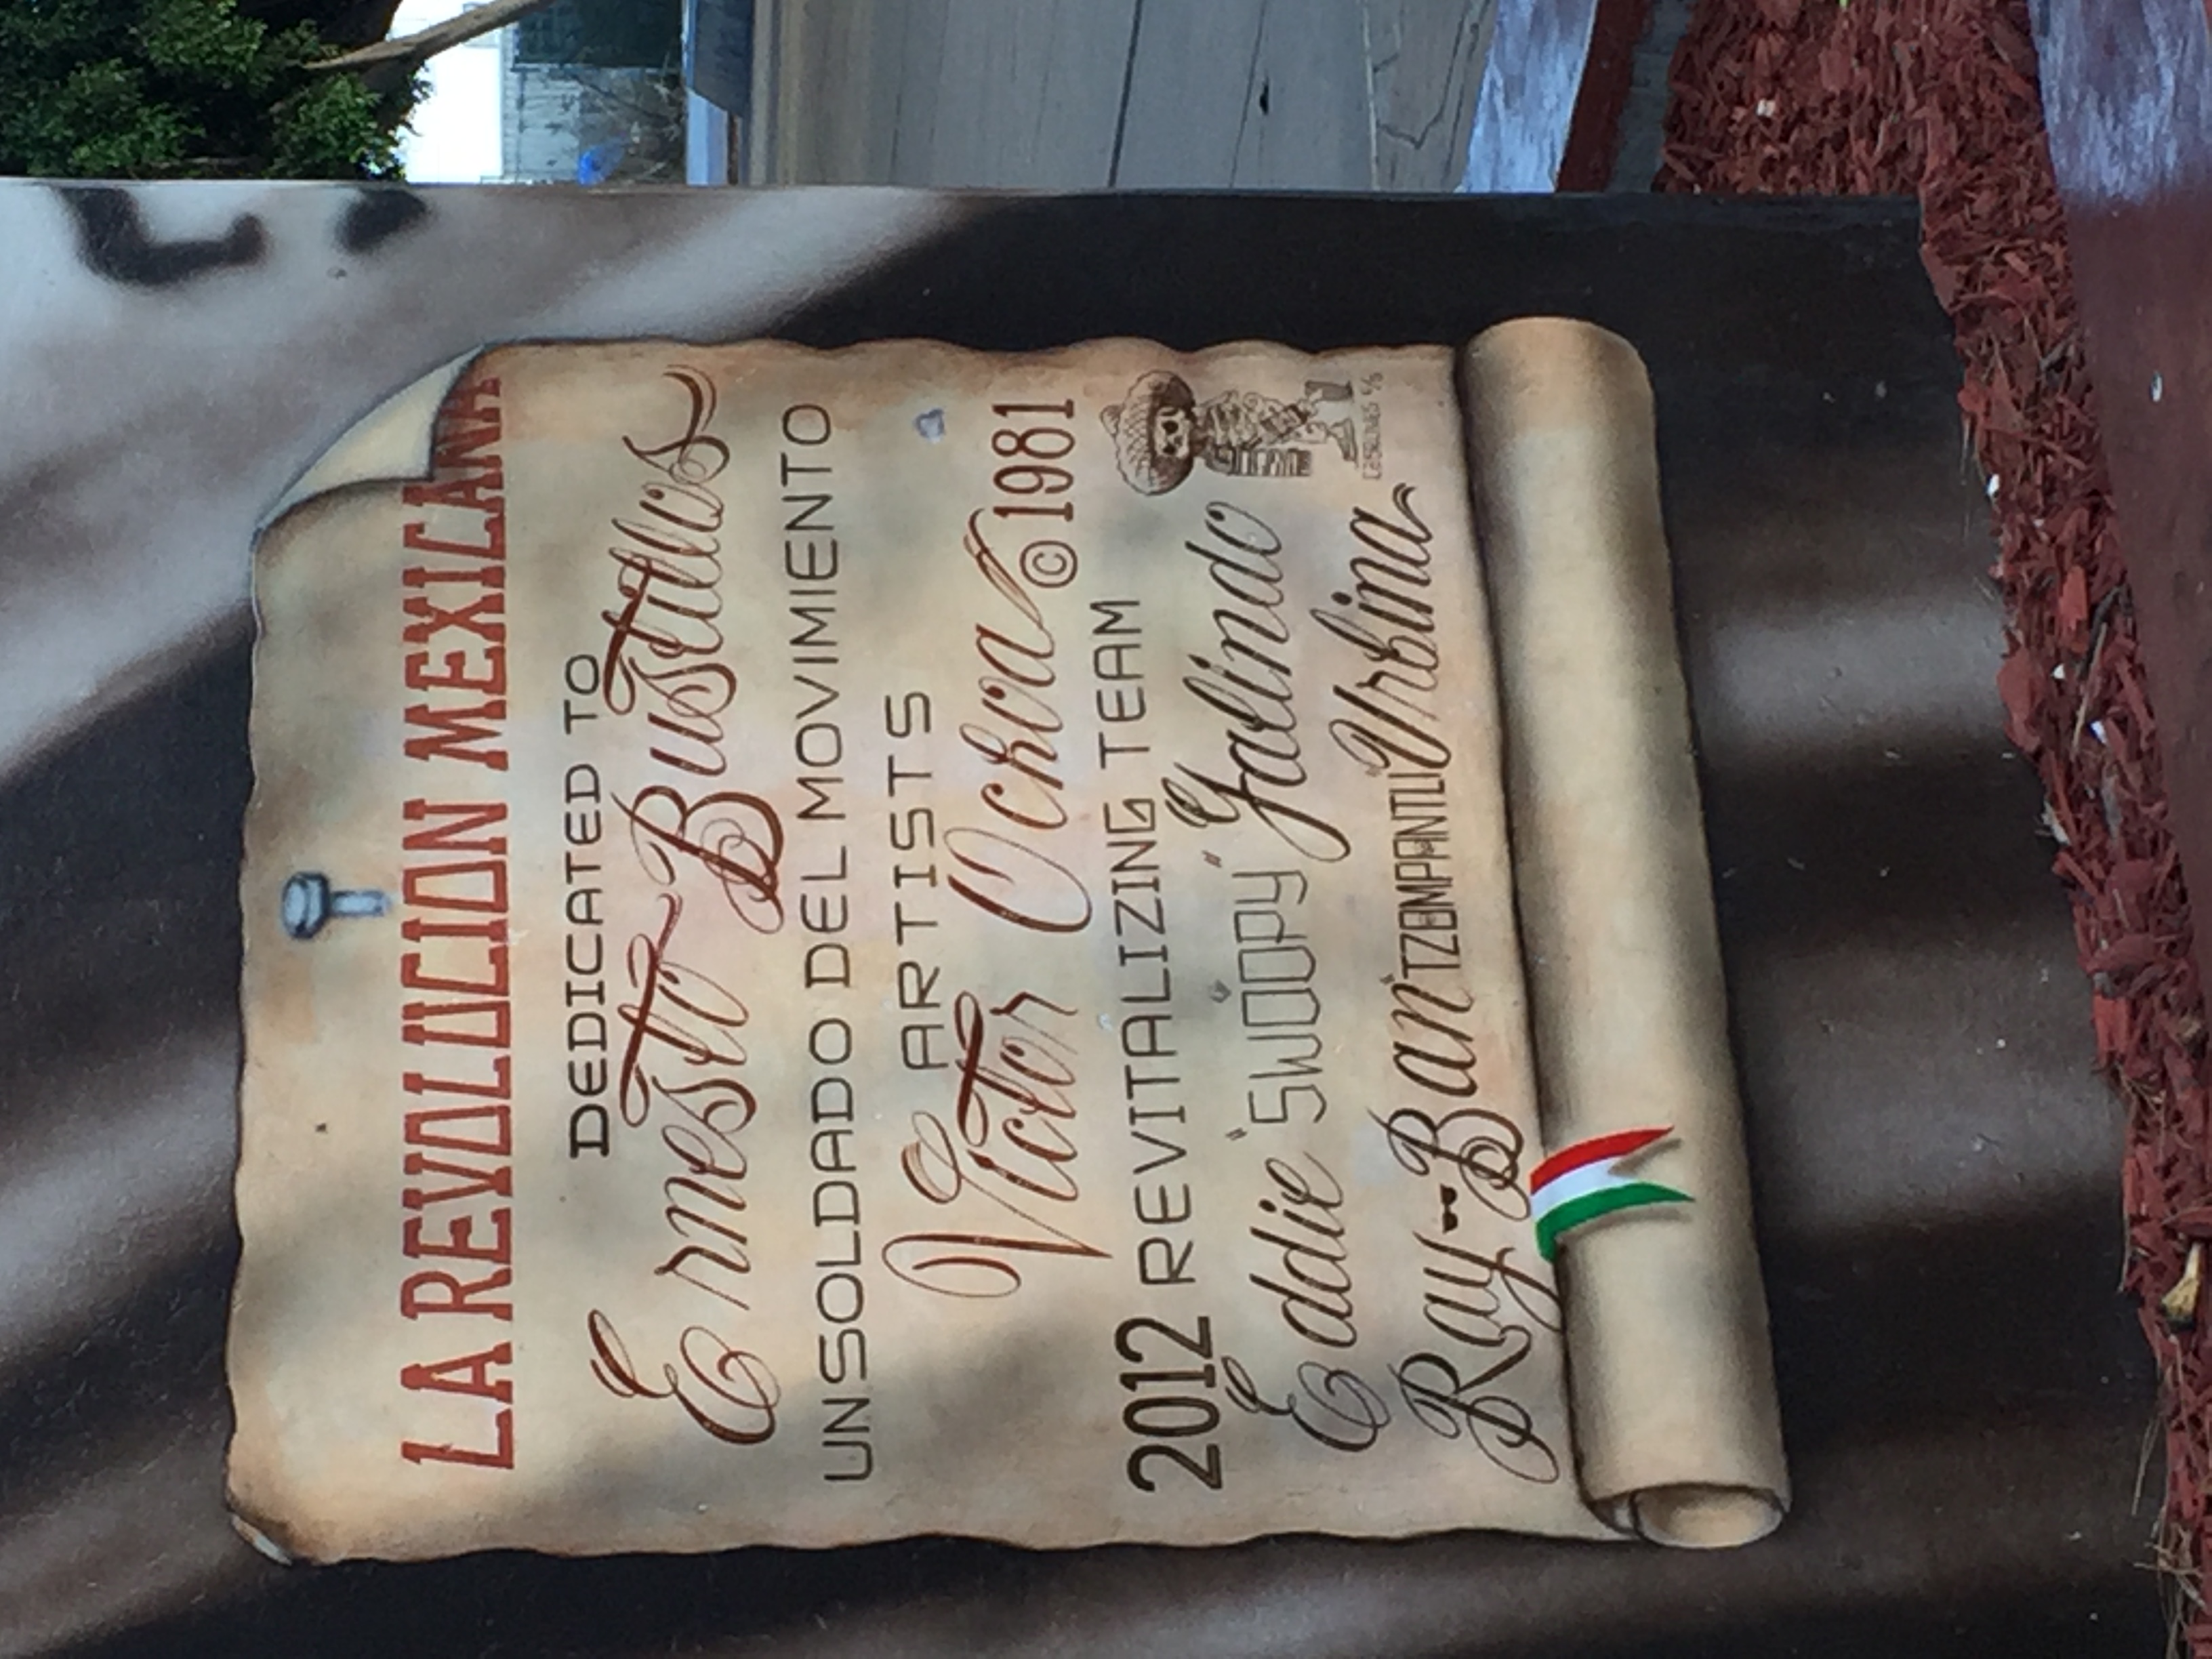 LA REVOLUCION MEXICANA
DEDICATED TO
Ernesto Bustillos
UN SOLDADO DEL MOVIMIENTO
ARTISTS
Victor Ochoa © 1981
2012 REVITALIZING TEAM
Eddie "SWOOPY" Galindo
Ray-Ban "TZOMPANTLI" Urbina